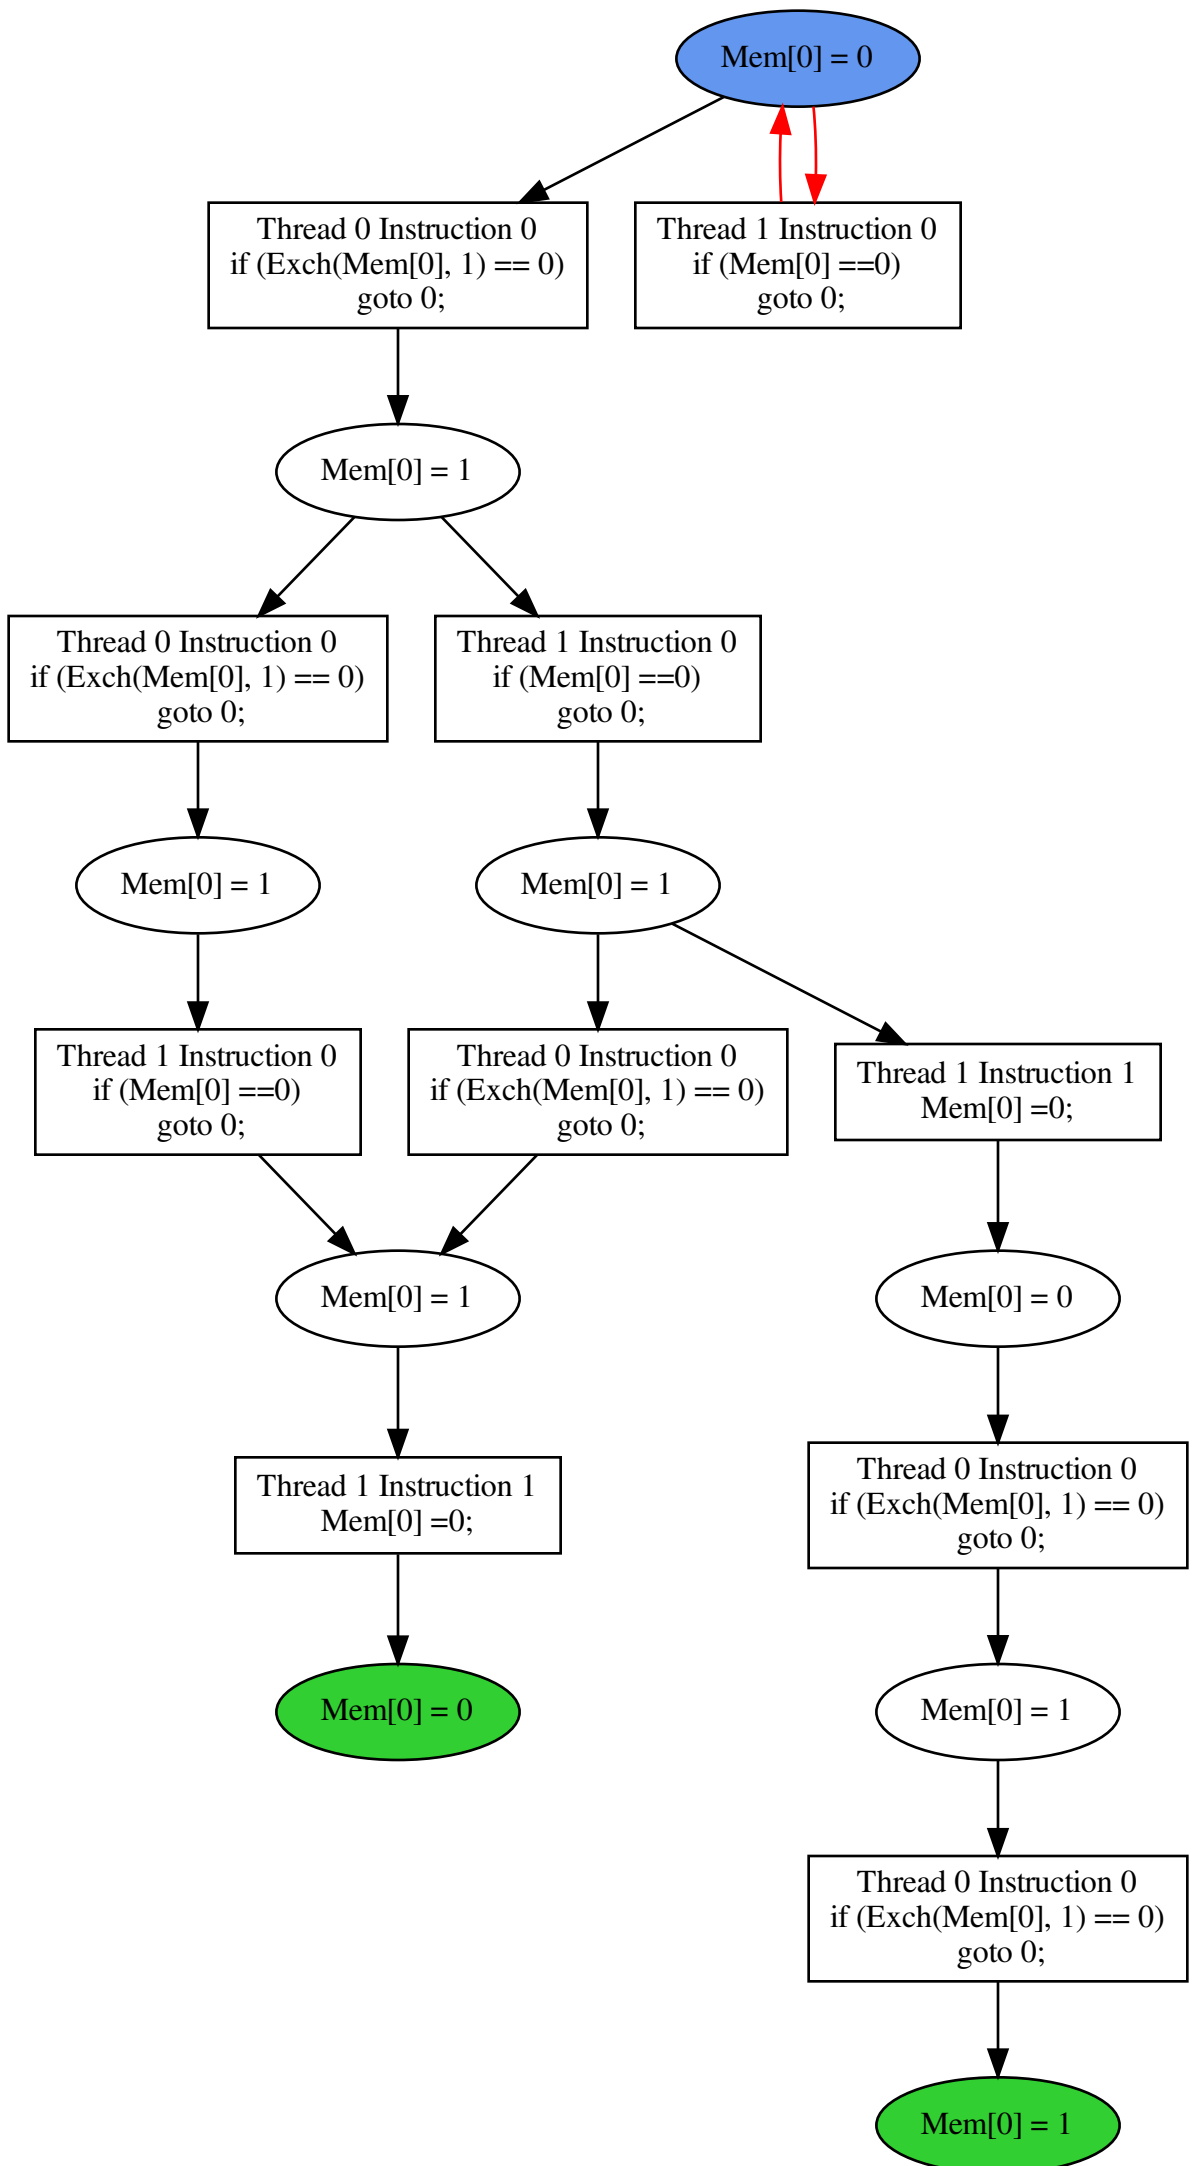 Mem[0] = 0
Thread 0 Instruction 0
if (Exch(Mem[0], 1) == 0)
goto 0;
Thread 1 Instruction 0
if (Mem[0] ==0)
goto 0;
Mem[0] = 1
Thread 0 Instruction 0
if (Exch(Mem[0], 1) == 0)
goto 0;
Thread 1 Instruction 0
if (Mem[0] ==0)
goto 0;
Mem[0] = 1
Mem[0] = 1
Thread 1 Instruction 0
if (Mem[0] ==0)
goto 0;
Thread 0 Instruction 0
if (Exch(Mem[0], 1) == 0)
goto 0;
Thread 1 Instruction 1
Mem[0] =0;
Mem[0] = 1
Mem[0] = 0
Thread 1 Instruction 1
Mem[0] =0;
Thread 0 Instruction 0
if (Exch(Mem[0], 1) == 0)
goto 0;
Mem[0] = 0
Mem[0] = 1
Thread 0 Instruction 0
if (Exch(Mem[0], 1) == 0)
goto 0;
Mem[0] = 1